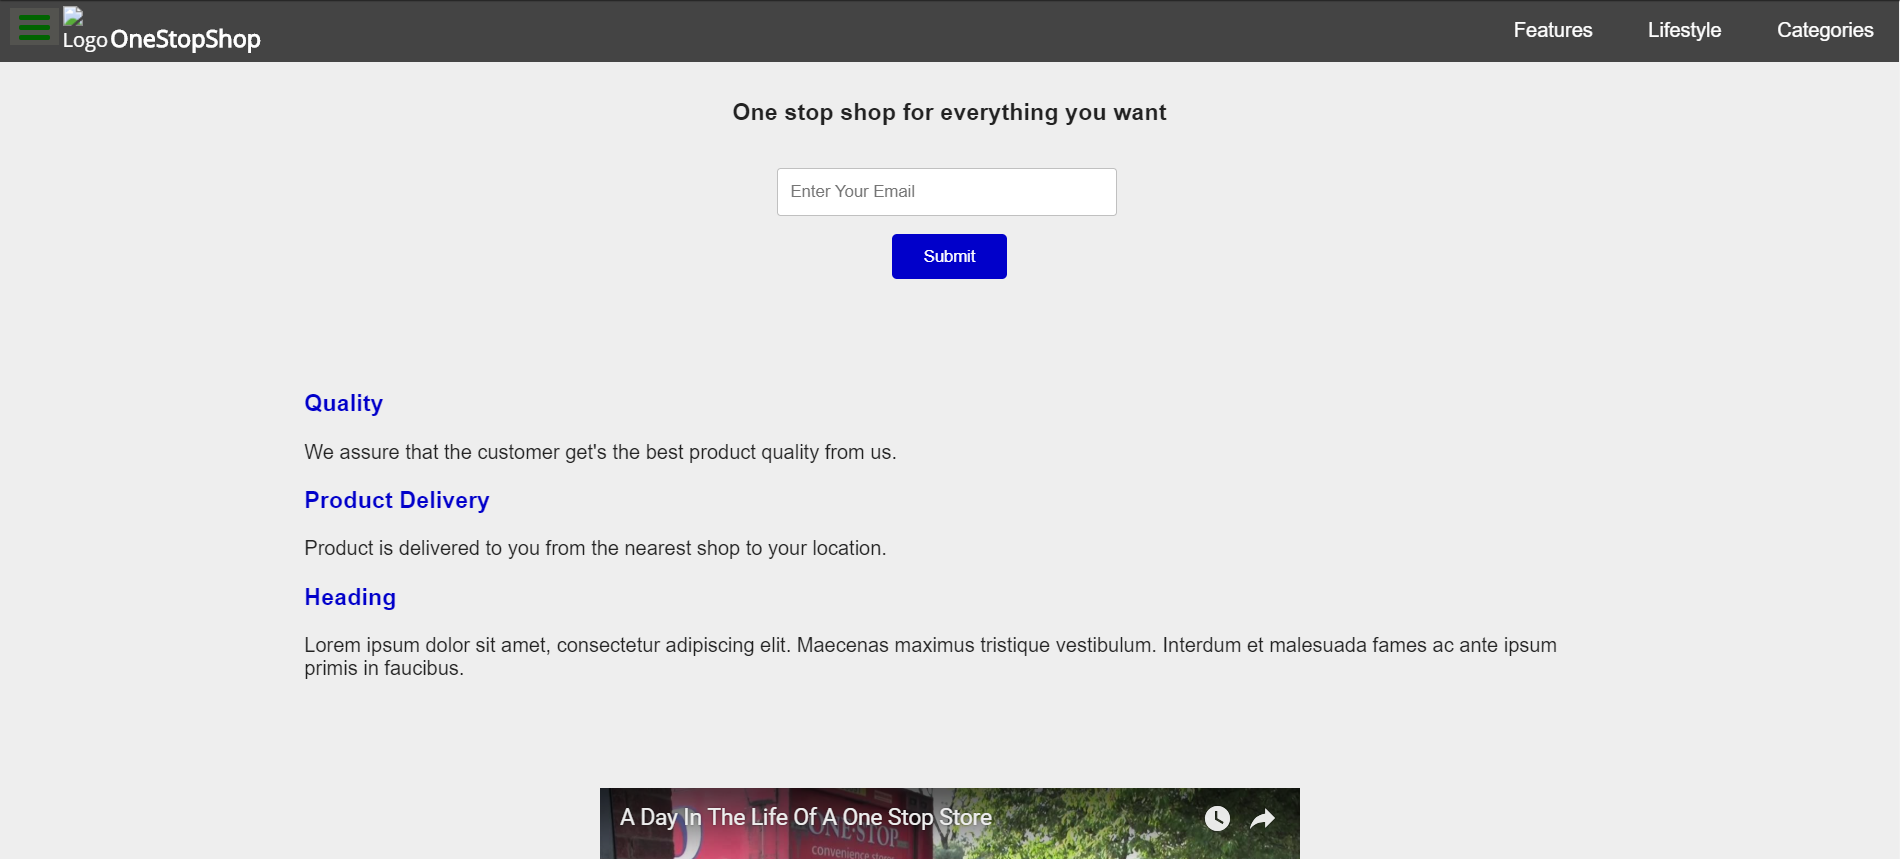 Logo OneStopShop
Features Lifestyle Categories
One stop shop for everything you want
Enter Your Email
Submit
Quality
We assure that the customer get's the best product quality from us.
Product Delivery
Product is delivered to you from the nearest shop to your location.
Heading
Lorem ipsum dolor sit amet, consectetur adipiscing elit. Maecenas maximus tristique vestibulum. Interdum et malesuada fames ac ante ipsum
primis in faucibus.
A Day In The Life Of A One Stop Store
ONE·STOP
convenience